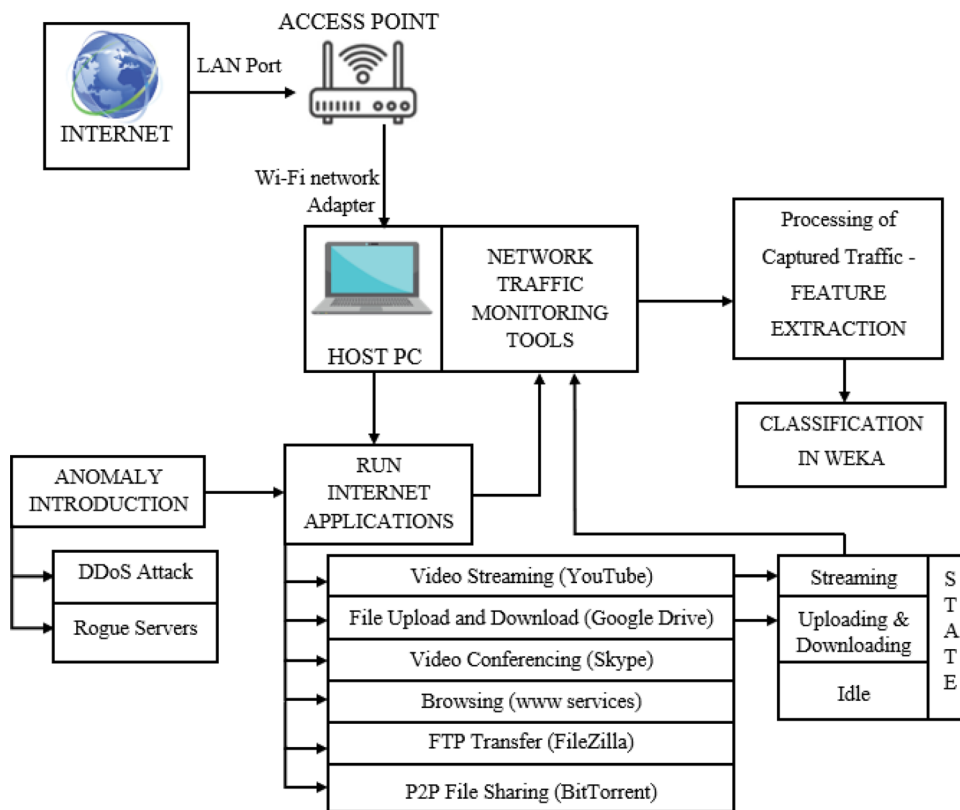 ACCESS POINT
LAN Port
INTERNET
Wi-Fi network
Adapter
HOST PC
NETWORK
TRAFFIC
MONITORING
TOOLS
Processing of
Captured Traffic -
FEATURE
EXTRACTION
CLASSIFICATION
IN WEKA
ANOMALY
INTRODUCTION
DDoS Attack
Rogue Servers
RUN
INTERNET
APPLICATIONS
Video Streaming (YouTube)
File Upload and Download (Google Drive)
Video Conferencing (Skype)
Browsing (www services)
FTP Transfer (FileZilla)
P2P File Sharing (BitTorrent)
Streaming
Uploading &
Downloading
Idle
S
T
A
T
E